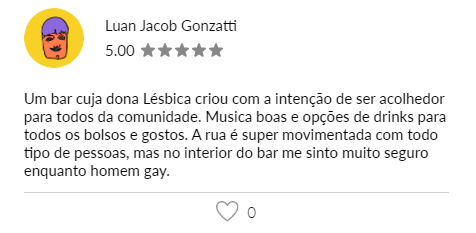 Luan Jacob Gonzatti
5.00
Um bar cuja dona Lésbica criou com a intenção de ser acolhedor
para todos da comunidade. Musica boas e opções de drinks para
todos os bolsos e gostos. A rua é super movimentada com todo
tipo de pessoas, mas no interior do bar me sinto muito seguro
enquanto homem gay.
0